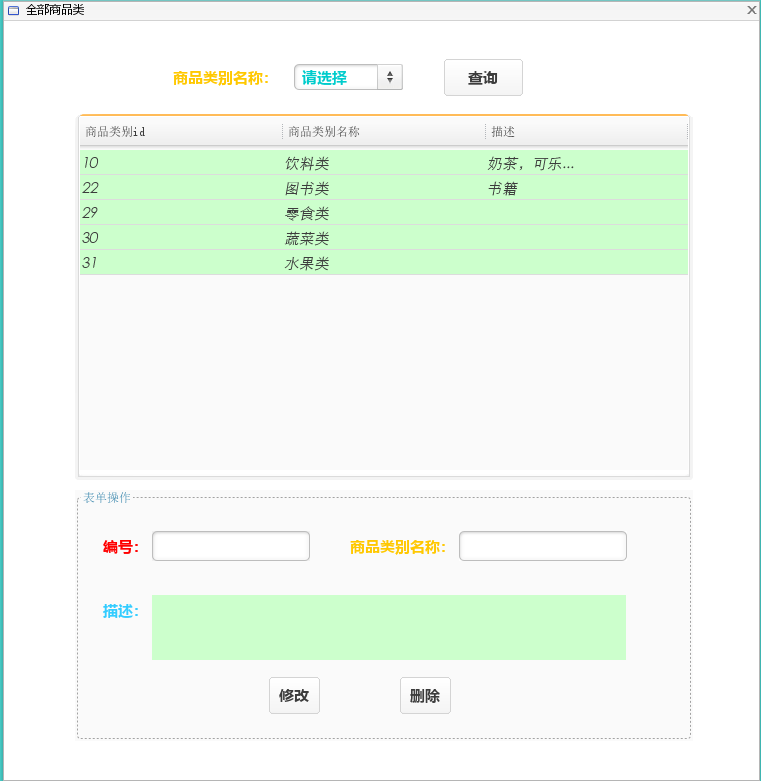 全部商品类
商品类别名称： 请选择 查询
商品类别id 商品类别名称 描述
10 饮料类 奶茶，可乐...
22 图书类 书籍
29 零食类
30 蔬菜类
31 水果类
表单操作
编号： 商品类别名称：
描述：
修改 删除